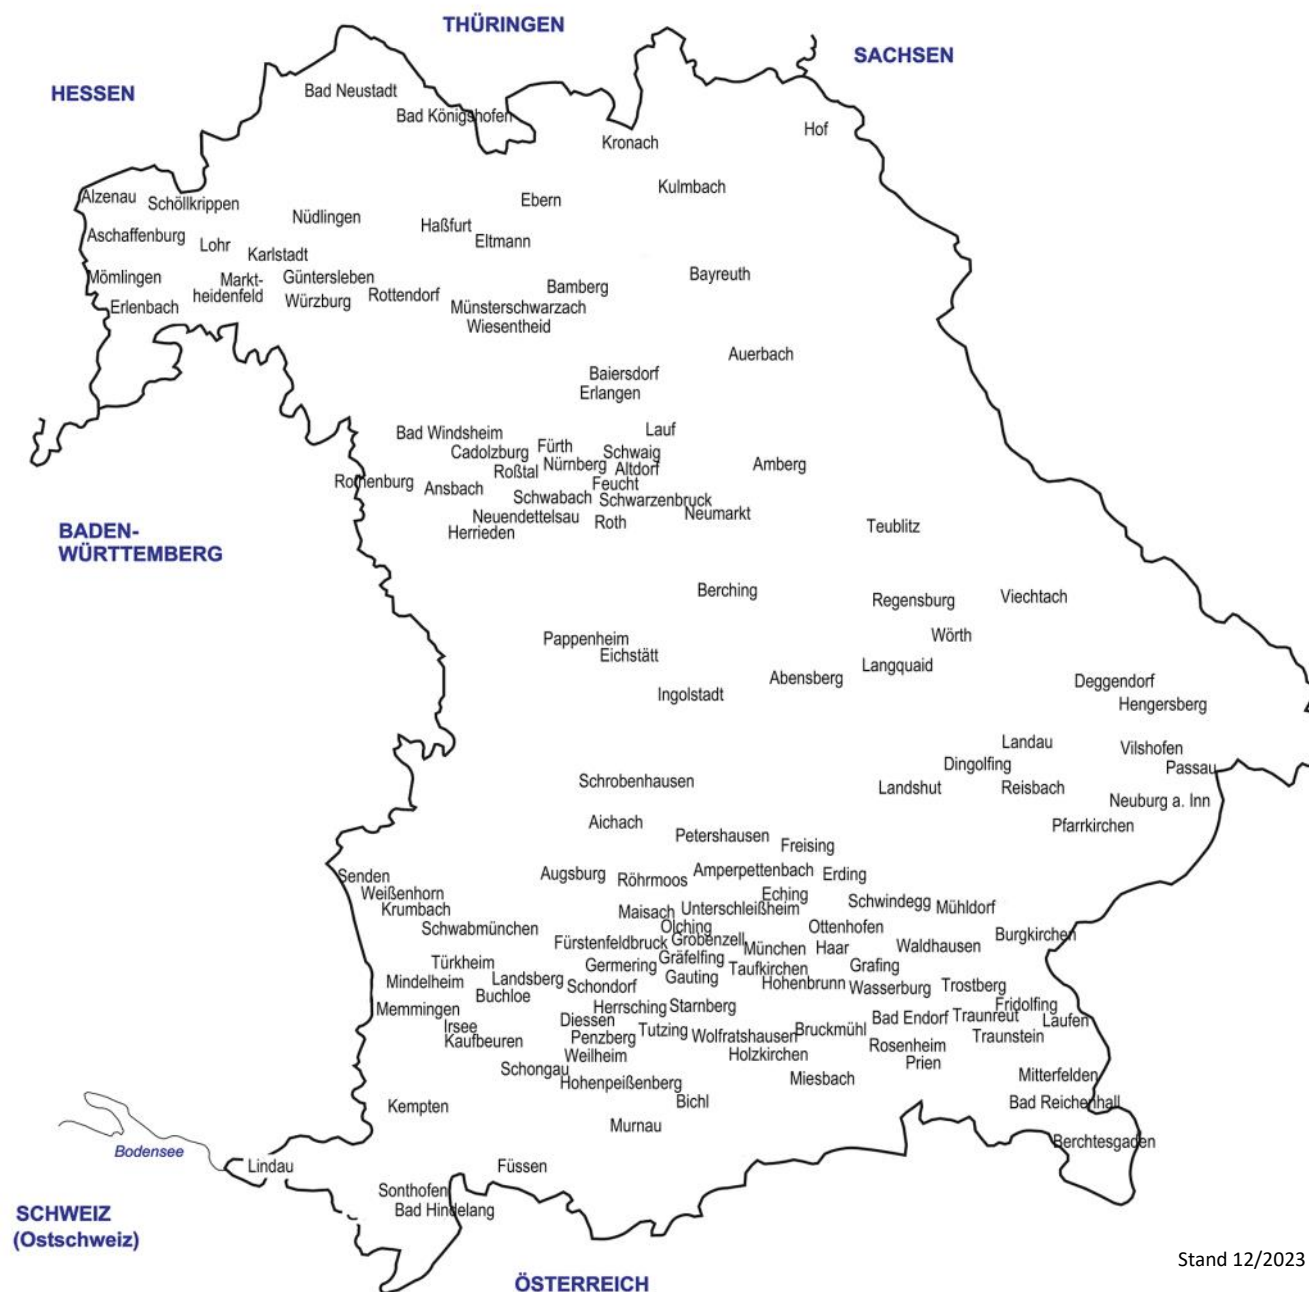 THÜRINGEN
SACHSEN
HESSEN
Bad Neustadt
Bad Königshofen
Kronach
Hof
Kulmbach
Alzenau
Schöllkrippen
Ebern
Nüdlingen
Haßfurt
Eltmann
Aschaffenburg
Lohr
Karlstadt
Bayreuth
Mömlingen
Markt-
heidenfeld
Güntersleben
Bamberg
Rottendorf
Würzburg
Erlenbach
Münsterschwarzach
Wiesentheid
Auerbach
Baiersdorf
Erlangen
Lauf
Bad Windsheim
Fürth
Cadolzburg
Schwaig
Nürnberg
Altdorf
Amberg
Roßtal
Rothenburg
Feucht
Ansbach
Schwabach
Schwarzenbruck
Neuendettelsau
Neumarkt
Roth
Herrieden
Teublitz
BADEN-
WÜRTTEMBERG
Berching
Regensburg
Viechtach
Wörth
Pappenheim
Eichstätt
Langquaid
Abensberg
Deggendorf
Ingolstadt
Hengersberg
Landau
Vilshofen
Dingolfing
Passau
Schrobenhausen
Landshut
Reisbach
Neuburg a. Inn
Aichach
Pfarrkirchen
Petershausen
Freising
Senden
Augsburg
Röhrmoos
Amperpettenbach
Erding
Weißenhorn
Eching
Schwindegg
Mühldorf
Krumbach
Maisach
Unterschleißheim
Schwabmünchen
Olching
Ottenhofen
Burgkirchen
Fürstenfeldbruck
Gröbenzell
München
Haar
Waldhausen
Türkheim
Germering
Gräfelfing
Taufkirchen
Grafing
Mindelheim
Landsberg
Schondorf
Gauting
Hohenbrunn
Wasserburg
Trostberg
Buchloe
Memmingen
Herrsching
Starnberg
Fridolfing
Irsee
Diessen
Bad Endorf
Traunreut
Laufen
Kaufbeuren
Penzberg
Tutzing
Wolfratshausen
Bruckmühl
Traunstein
Weilheim
Holzkirchen
Rosenheim
Prien
Schongau
Hohenpeißenberg
Miesbach
Mitterfelden
Kempten
Bichl
Bad Reichenhall
Murnau
Berchtesgaden
Bodensee
Lindau
Füssen
Sonthofen
Bad Hindelang
SCHWEIZ
(Ostschweiz)
Stand 12/2023
ÖSTERREICH